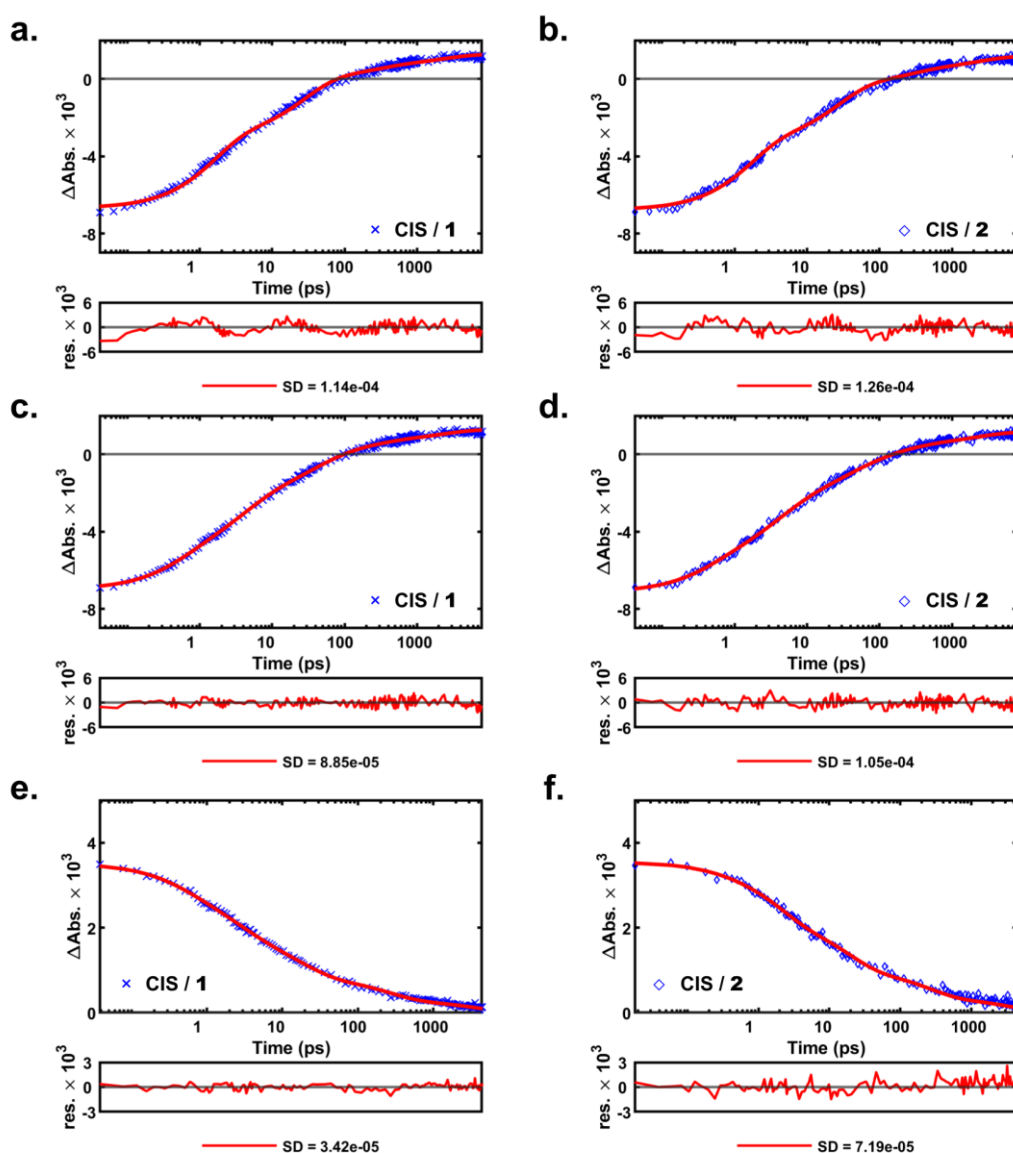 a.
0
-4
-8
ΔAbs. × 10³
× CIS / 1
1 10 100 1000
Time (ps)
6
0
-6
res. × 10³
SD = 1.14e-04
b.
0
-4
-8
ΔAbs. × 10³
◇ CIS / 2
1 10 100 1000
Time (ps)
6
0
-6
res. × 10³
SD = 1.26e-04
c.
0
-4
-8
ΔAbs. × 10³
× CIS / 1
1 10 100 1000
Time (ps)
6
0
-6
res. × 10³
SD = 8.85e-05
d.
0
-4
-8
ΔAbs. × 10³
◇ CIS / 2
1 10 100 1000
Time (ps)
6
0
-6
res. × 10³
SD = 1.05e-04
e.
4
2
0
ΔAbs. × 10³
× CIS / 1
1 10 100 1000
Time (ps)
3
0
-3
res. × 10³
SD = 3.42e-05
f.
4
2
0
ΔAbs. × 10³
◇ CIS / 2
1 10 100 1000
Time (ps)
3
0
-3
res. × 10³
SD = 7.19e-05